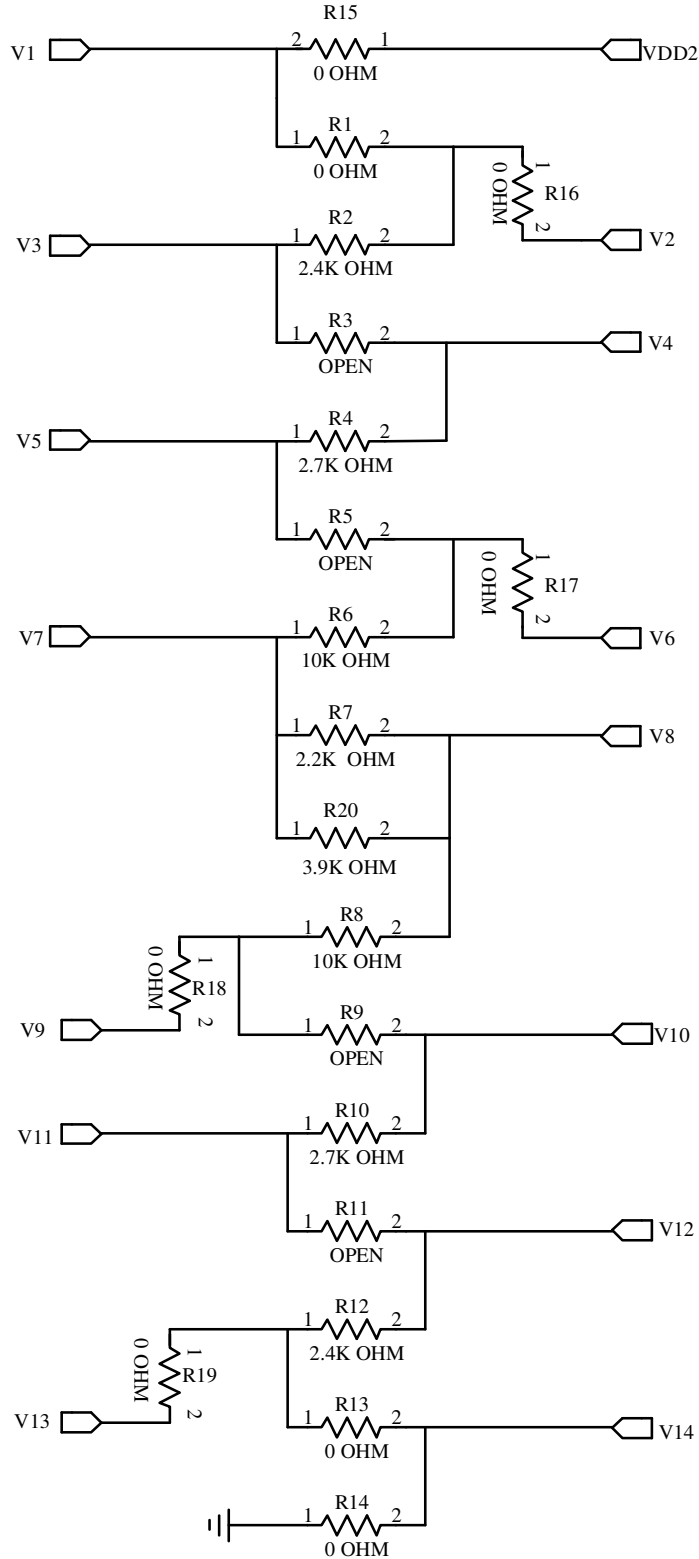 R15
V1 2 1 VDD2
0 OHM
R1
1 2
0 OHM
1
0 OHM
R16
2
R2
V3 1 2 V2
2.4K OHM
R3
1 2 V4
OPEN
R4
V5 1 2
2.7K OHM
R5
1 2
OPEN
1
0 OHM
R17
2
R6
V7 1 2 V6
10K OHM
R7
1 2 V8
2.2K OHM
R20
1 2
3.9K OHM
R8
1 2
10K OHM
1
0 OHM
R18
2
R9
V9 1 2 V10
OPEN
R10
V11 1 2
2.7K OHM
R11
1 2 V12
OPEN
R12
1 2
2.4K OHM
1
0 OHM
R19
2
R13
V13 1 2 V14
0 OHM
R14
1 2
0 OHM